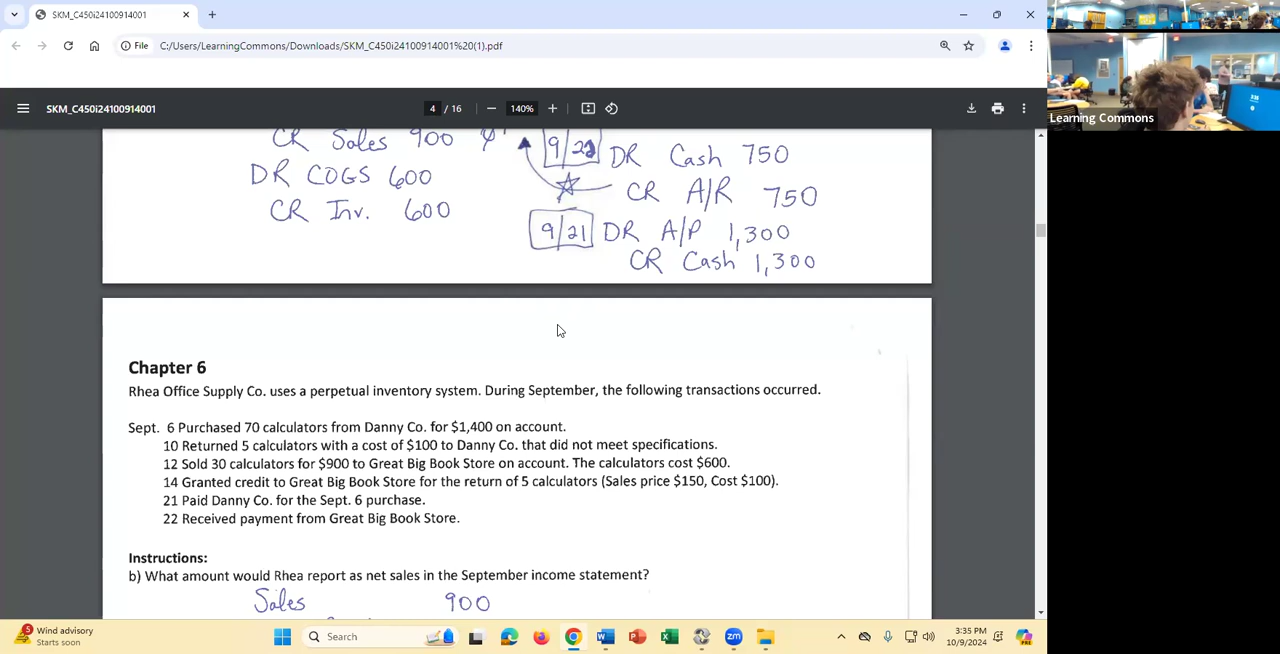 SKM_C450i24100914001
File
C:/Users/LearningCommons/Downloads/SKM_C450i24100914001%20(1).pdf
SKM_C450i24100914001
4 / 16
140%
CR Sales 900
DR COGS 600
CR Inv. 600
9/22 DR Cash 750
CR A/R 750
9/21 DR A/P 1,300
CR Cash 1,300
Chapter 6
Rhea Office Supply Co. uses a perpetual inventory system. During September, the following transactions occurred.
Sept. 6 Purchased 70 calculators from Danny Co. for $1,400 on account.
10 Returned 5 calculators with a cost of $100 to Danny Co. that did not meet specifications.
12 Sold 30 calculators for $900 to Great Big Book Store on account. The calculators cost $600.
14 Granted credit to Great Big Book Store for the return of 5 calculators (Sales price $150, Cost $100).
21 Paid Danny Co. for the Sept. 6 purchase.
22 Received payment from Great Big Book Store.
Instructions:
b) What amount would Rhea report as net sales in the September income statement?
Sales 900
Learning Commons
5
Wind advisory
Starts soon
Search
zm
3:35 PM
10/9/2024